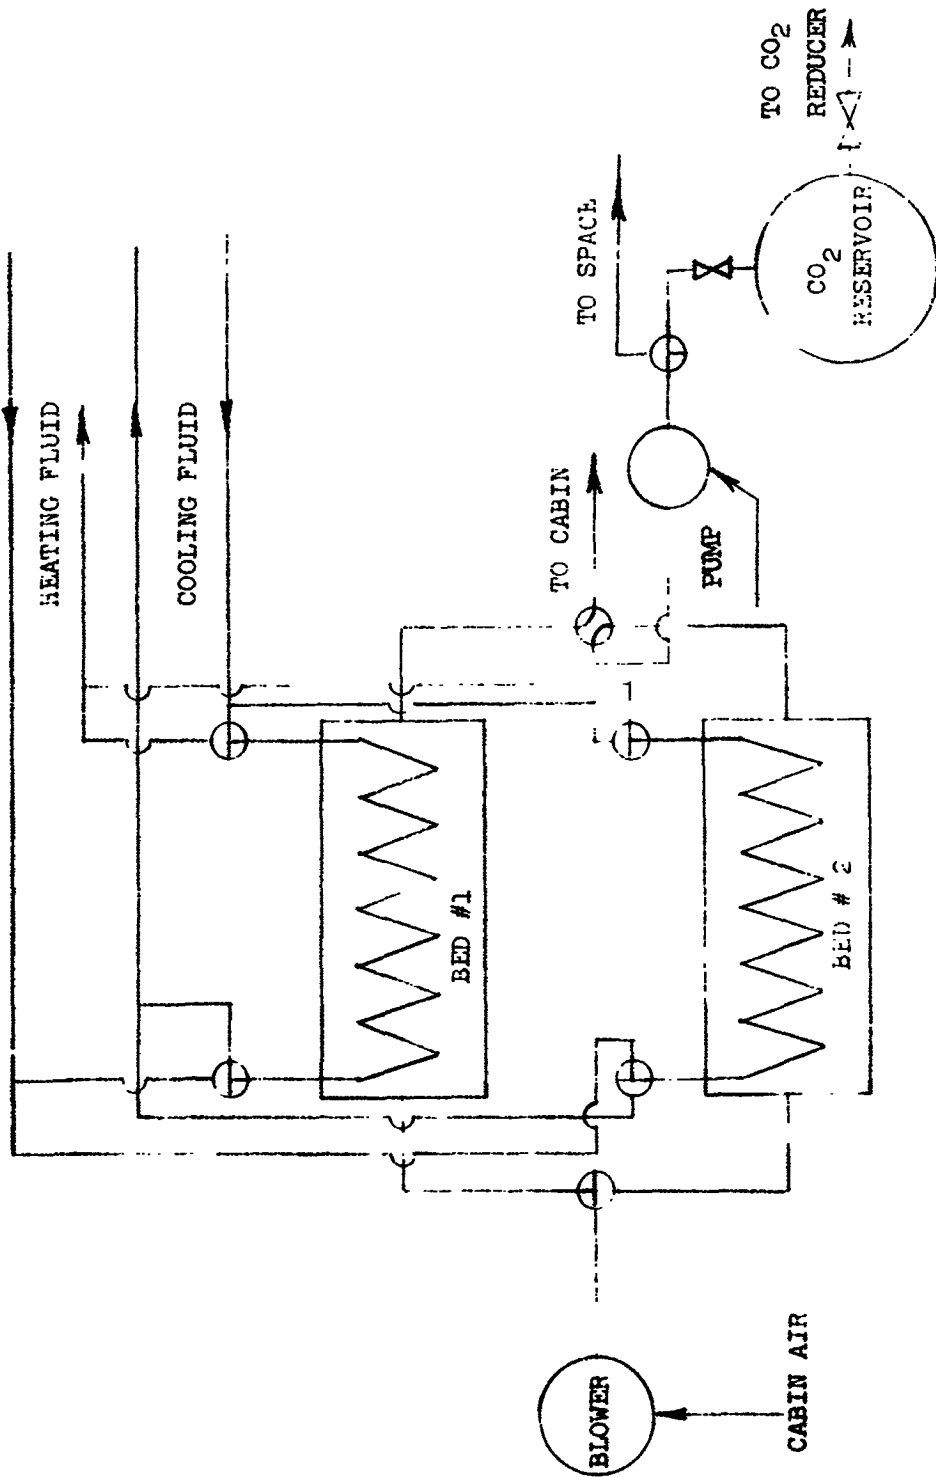 HEATING FLUID
COOLING FLUID
TO CO2
REDUCER
TO SPACE
CO2
RESERVOIR
TO CABIN
PUMP
BED #1
BED # 2
BLOWER
CABIN AIR